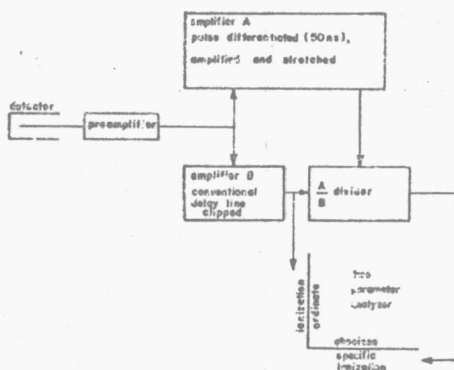 amplifier A
pulse differentiated (50ns),
amplified and stretched
detector
preamplifier
amplifier B
conventional
delay line
clipped
A
B
divider
ionization
ordinate
two
parameter
analyzer
abscissa
specific
ionization